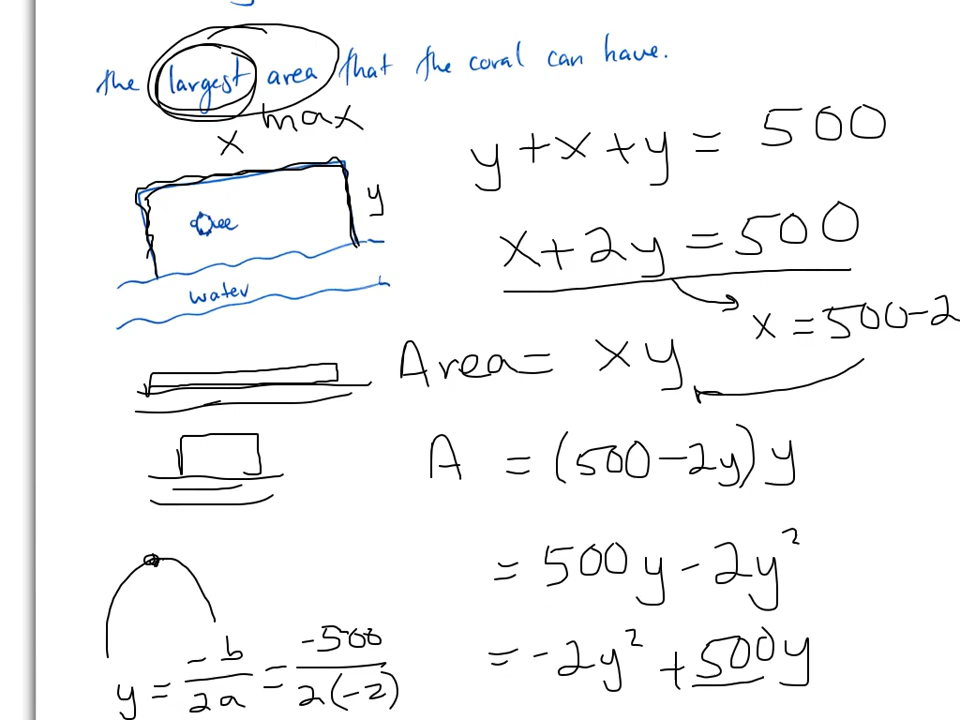 the largest area that the coral can have.
max
x
y
water
y + x + y = 500
x + 2y = 500
x = 500 - 2
Area = xy
A = (500 - 2y) y
= 500y - 2y²
= -2y² + 500y
y = -b/2a = -500/2(-2)